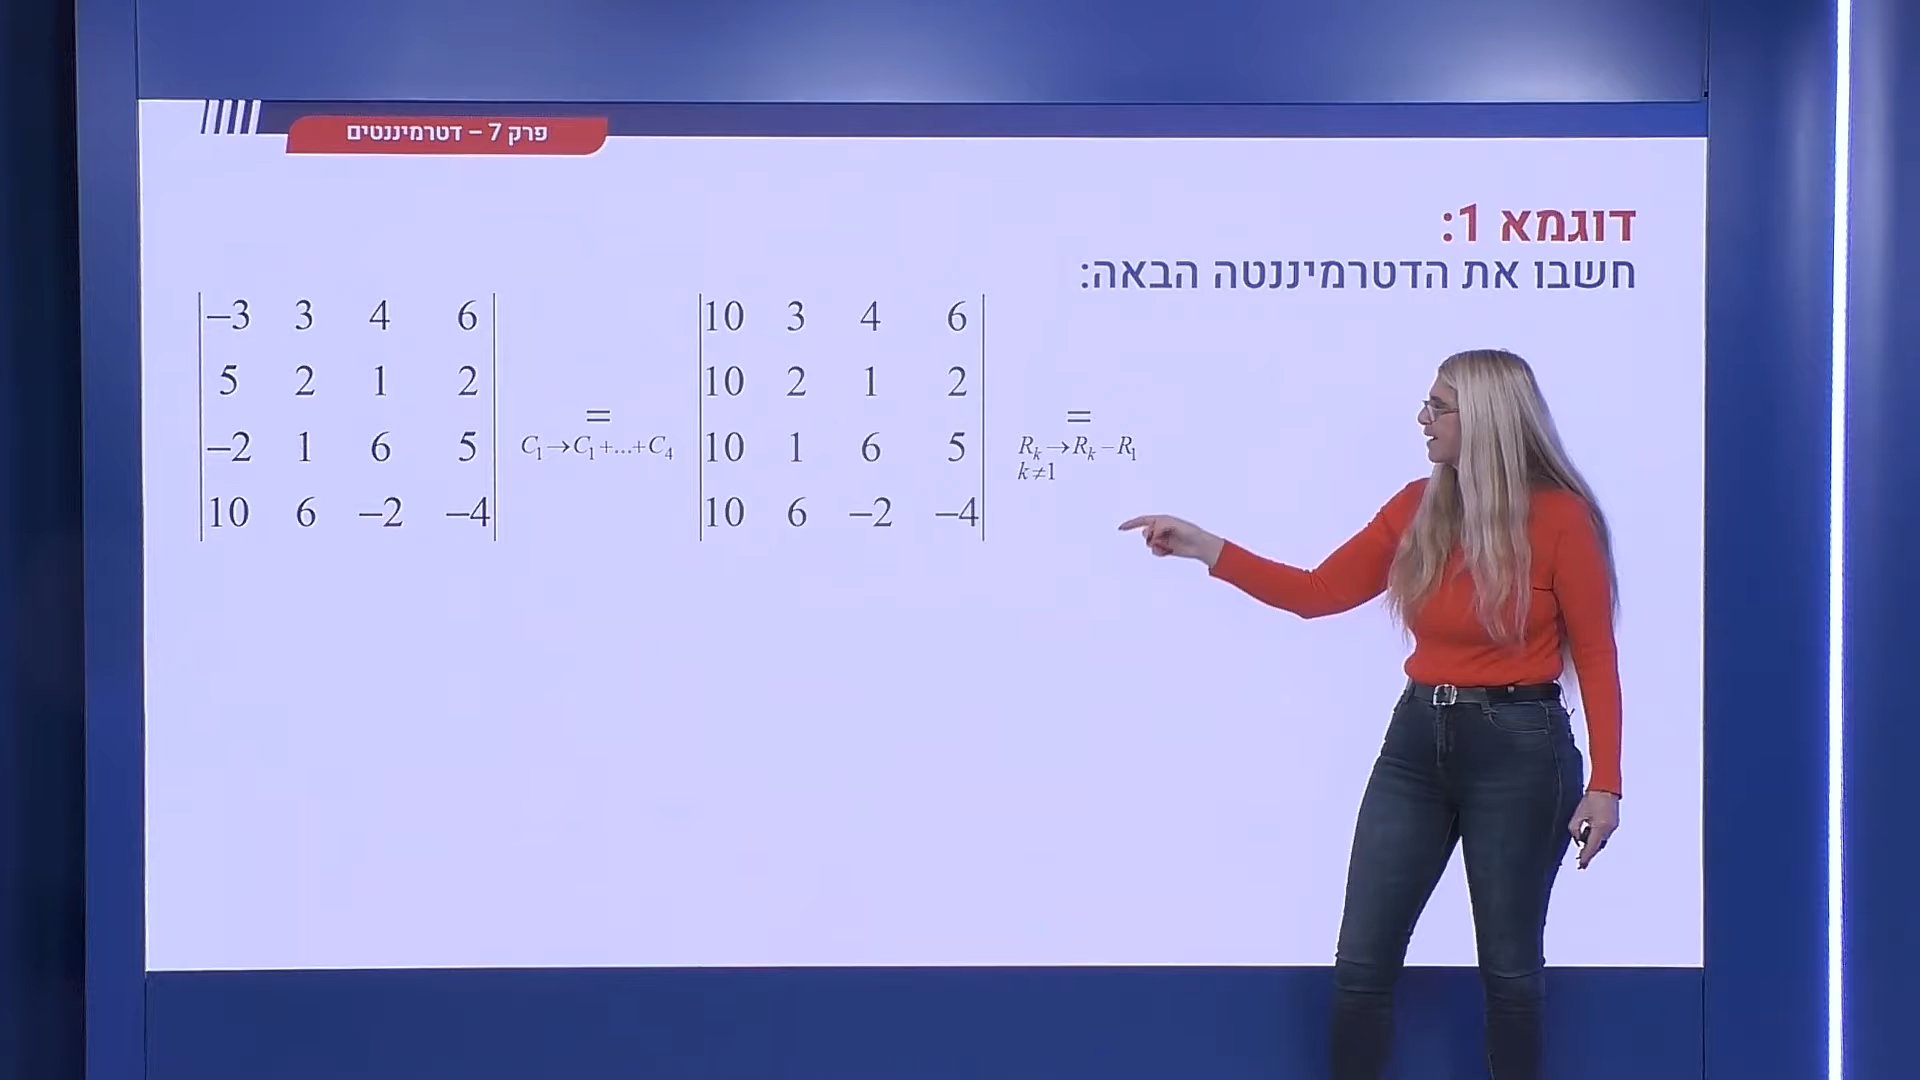 פרק 7 – דטרמיננטים
דוגמא 1:
חשבו את הדטרמיננטה הבאה:
|−3 3 4 6| |10 3 4 6|
|5 2 1 2| |10 2 1 2|
= =
|−2 1 6 5| C₁→C₁+...+C₄ |10 1 6 5| Rₖ→Rₖ−R₁
k≠1
|10 6 −2 −4| |10 6 −2 −4|